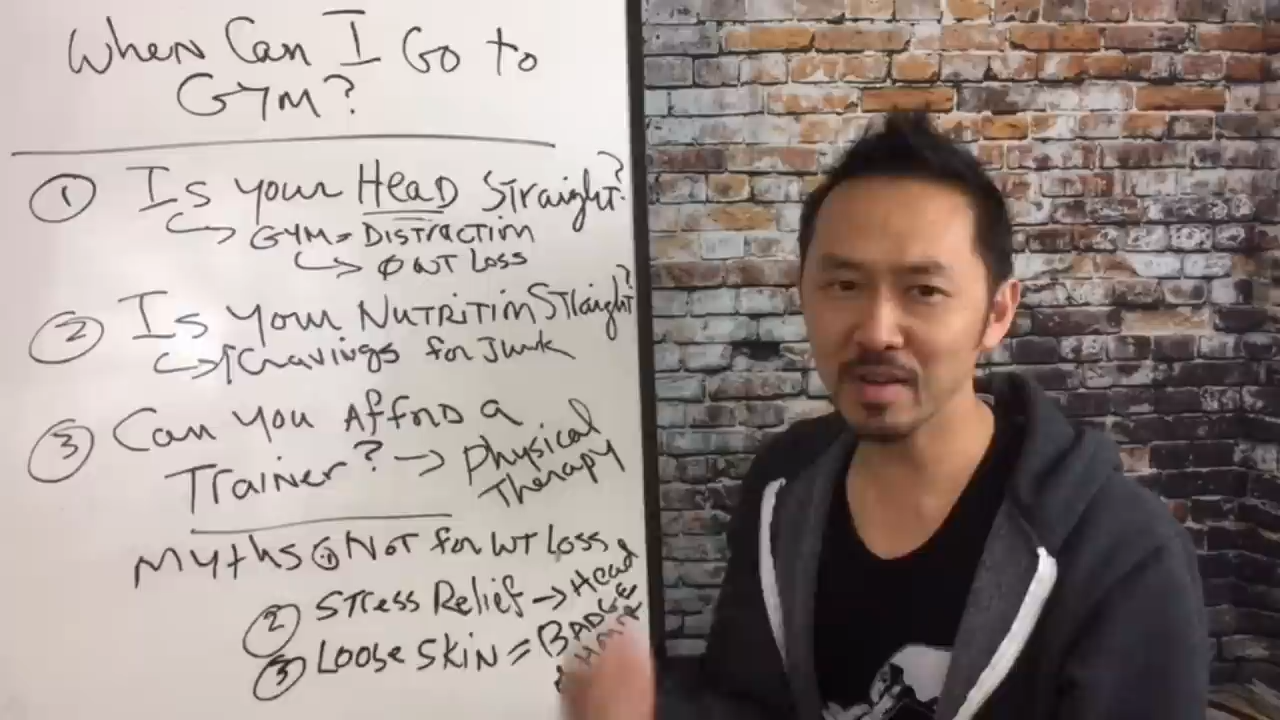 When Can I Go to
Gym?
① Is your Head Straight?
↳ Gym = Distraction
↳ Ø WT Loss
② Is your Nutrition Straight?
↳ ↑Cravings for Junk
③ Can you Afford a
Trainer? → Physical
Therapy
Myths ① Not for WT Loss
② Stress Relief → Head
③ Loose Skin = BADGE